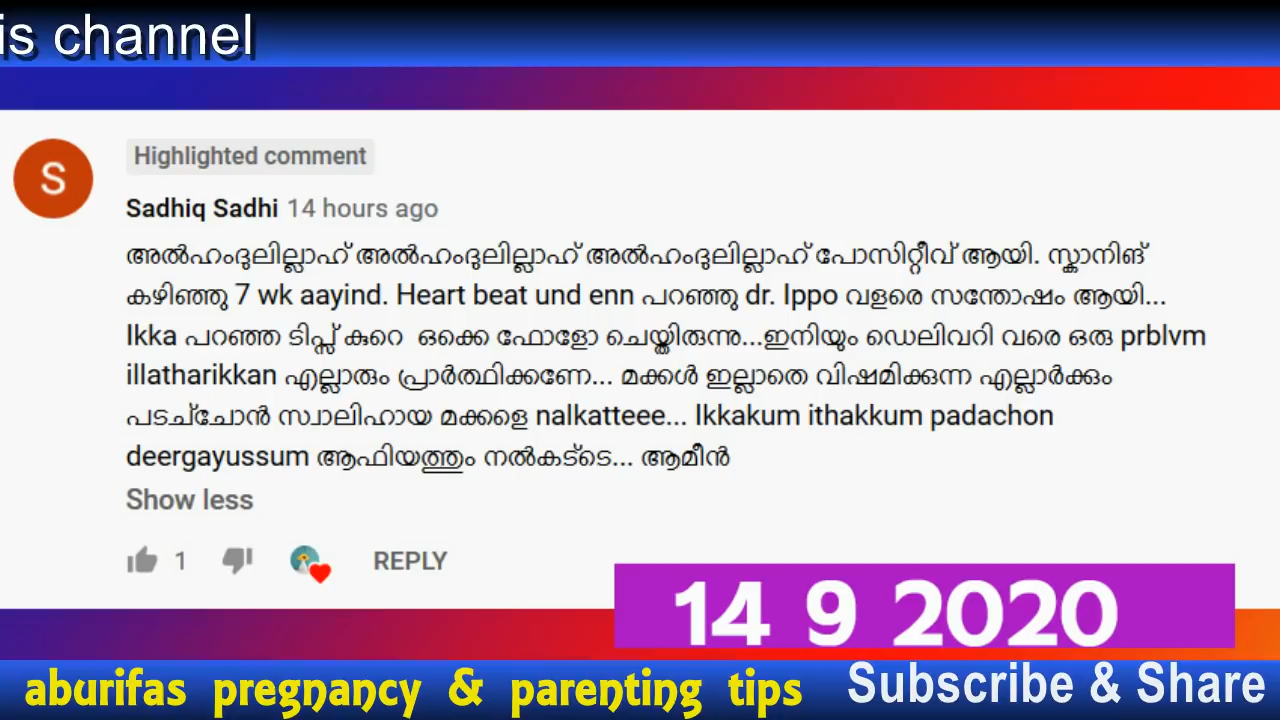 is channel
S
Highlighted comment
Sadhiq Sadhi 14 hours ago
അൽഹംദുലില്ലാഹ് അൽഹംദുലില്ലാഹ് അൽഹംദുലില്ലാഹ് പോസിറ്റീവ് ആയി. സ്കാനിങ്
കഴിഞ്ഞു 7 wk aayind. Heart beat und enn പറഞ്ഞു dr. Ippo വളരെ സന്തോഷം ആയി...
Ikka പറഞ്ഞ ടിപ്സ് കുറെ ഒക്കെ ഫോളോ ചെയ്തിരുന്നു...ഇനിയും ഡെലിവറി വരെ ഒരു prblvm
illatharikkan എല്ലാരും പ്രാർത്ഥിക്കണേ... മക്കൾ ഇല്ലാതെ വിഷമിക്കുന്ന എല്ലാർക്കും
പടച്ചോൻ സ്വാലിഹായ മക്കളെ nalkatteee... Ikkakum ithakkum padachon
deergayussum ആഫിയത്തും നൽകട്ടെ... ആമീൻ
Show less
1 REPLY
14 9 2020
aburifas pregnancy & parenting tips Subscribe & Share